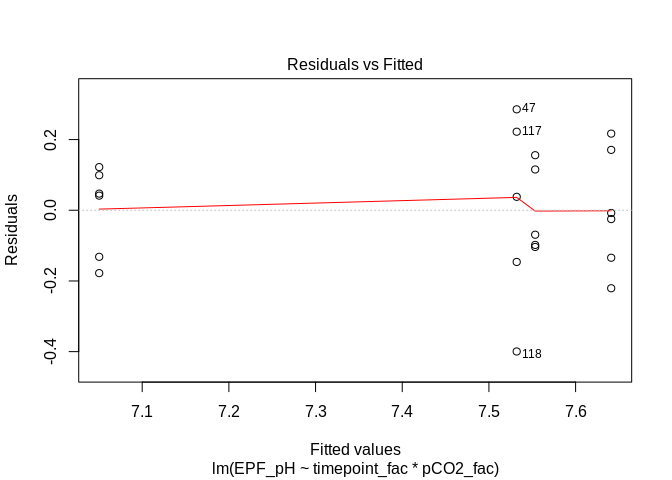 Residuals vs Fitted
Residuals
0.2
0.0
-0.2
-0.4
47
117
118
7.1 7.2 7.3 7.4 7.5 7.6
Fitted values
lm(EPF_pH ~ timepoint_fac * pCO2_fac)